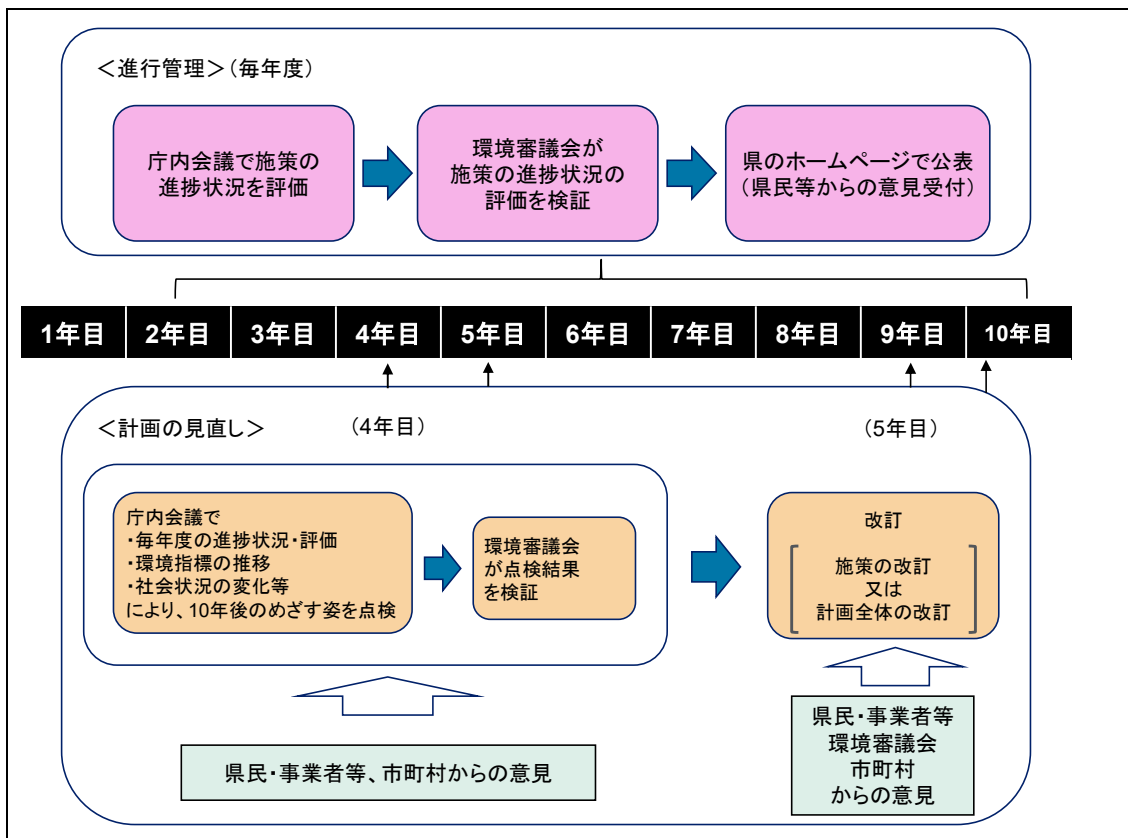 ＜進行管理＞(毎年度)
庁内会議で施策の
進捗状況を評価
環境審議会が
施策の進捗状況の
評価を検証
県のホームページで公表
(県民等からの意見受付)
1年目 2年目 3年目 4年目 5年目 6年目 7年目 8年目 9年目 10年目
＜計画の見直し＞ (4年目) (5年目)
庁内会議で
・毎年度の進捗状況・評価
・環境指標の推移
・社会状況の変化等
により、10年後のめざす姿を点検
環境審議会
が点検結果
を検証
改訂
施策の改訂
又は
計画全体の改訂
県民・事業者等、市町村からの意見
県民・事業者等
環境審議会
市町村
からの意見